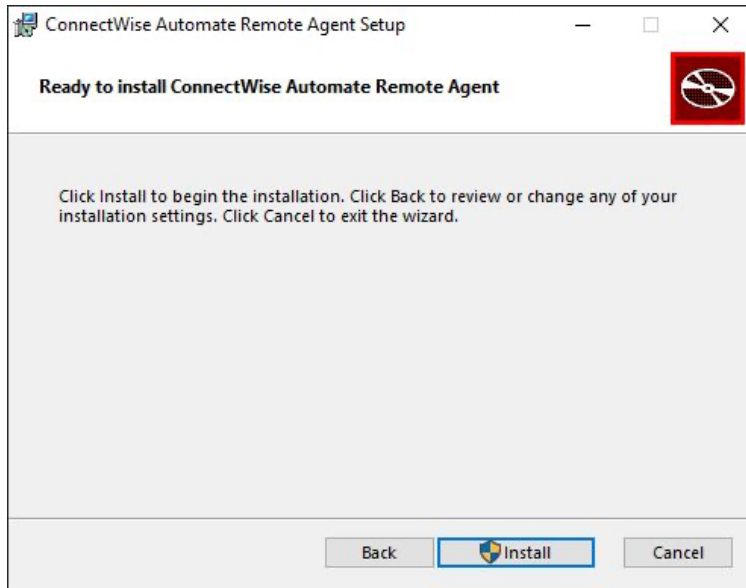 ConnectWise Automate Remote Agent Setup
Ready to install ConnectWise Automate Remote Agent
Click Install to begin the installation. Click Back to review or change any of your
installation settings. Click Cancel to exit the wizard.
Back Install Cancel